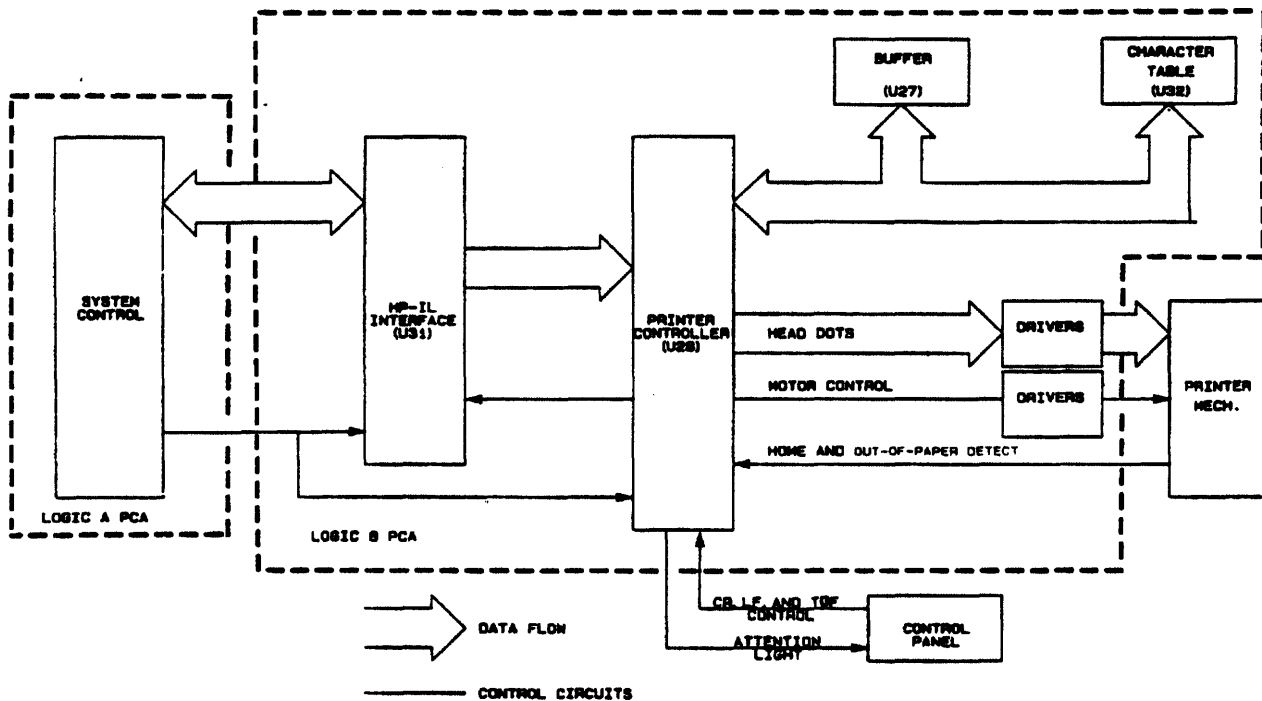 BUFFER
(U27)
CHARACTER
TABLE
(U32)
SYSTEM
CONTROL
HP-IL
INTERFACE
(U31)
PRINTER
CONTROLLER
(U28)
HEAD DOTS
DRIVERS
MOTOR CONTROL
DRIVERS
PRINTER
MECH.
HOME AND OUT-OF-PAPER DETECT
LOGIC A PCA
LOGIC B PCA
CR, LF, AND TOF
CONTROL
ATTENTION
LIGHT
CONTROL
PANEL
DATA FLOW
CONTROL CIRCUITS